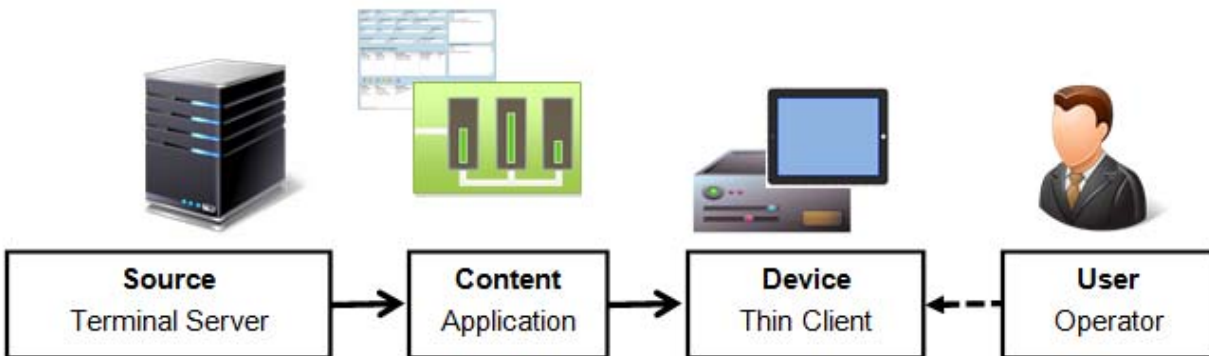 Source
Terminal Server
Content
Application
Device
Thin Client
User
Operator